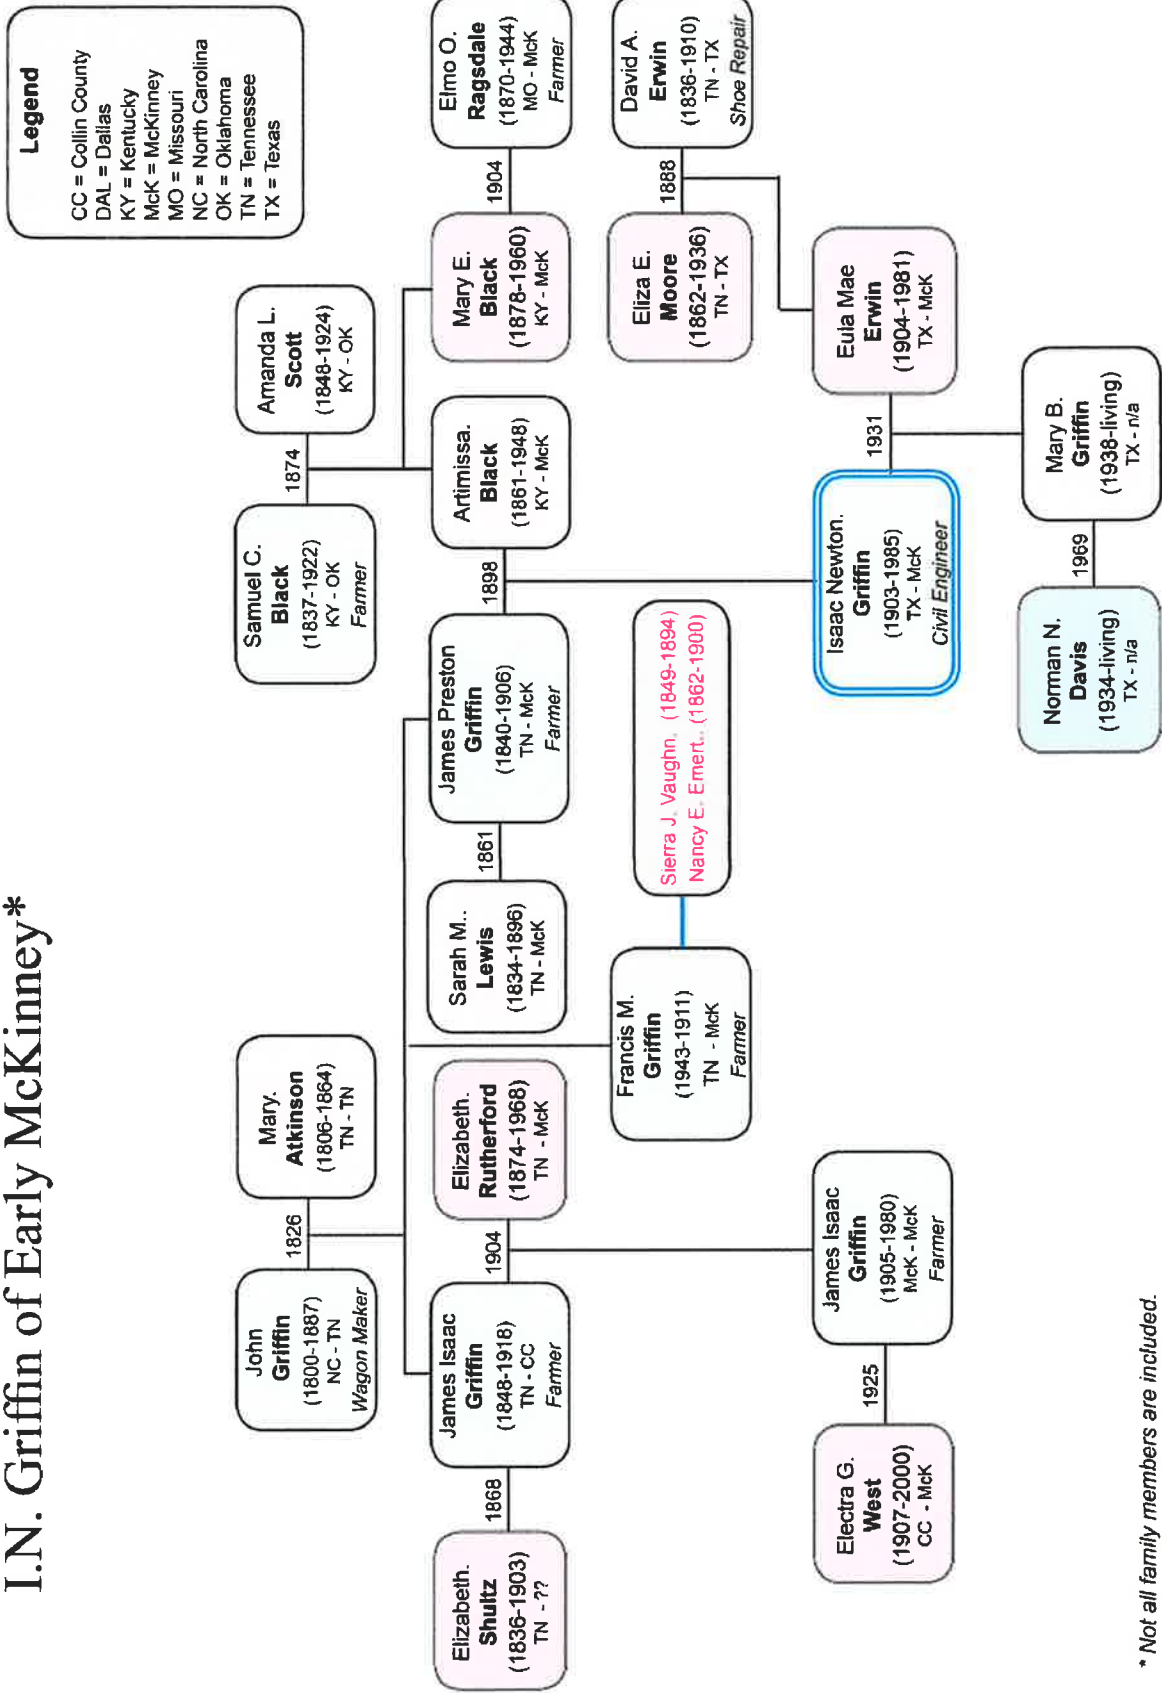 I.N. Griffin of Early McKinney*
Legend
CC = Collin County
DAL = Dallas
KY = Kentucky
McK = McKinney
MO = Missouri
NC = North Carolina
OK = Oklahoma
TN = Tennessee
TX = Texas
John
Griffin
(1800-1887)
NC - TN
Wagon Maker
1826
Mary.
Atkinson
(1806-1864)
TN - TN
Samuel C.
Black
(1837-1922)
KY - OK
Farmer
1874
Amanda L.
Scott
(1848-1924)
KY - OK
Elizabeth.
Shultz
(1836-1903)
TN - ??
1868
James Isaac
Griffin
(1848-1918)
TN - CC
Farmer
1904
Elizabeth.
Rutherford
(1874-1968)
TN - McK
Sarah M..
Lewis
(1834-1896)
TN - McK
1861
James Preston
Griffin
(1840-1906)
TN - McK
Farmer
1898
Artimissa.
Black
(1861-1948)
KY - McK
Mary E.
Black
(1878-1960)
KY - McK
1904
Elmo O.
Ragsdale
(1870-1944)
MO - McK
Farmer
Francis M.
Griffin
(1943-1911)
TN - McK
Farmer
Sierra J. Vaughn. (1849-1894)
Nancy E. Emert.. (1862-1900)
Eliza E.
Moore
(1862-1936)
TN - TX
1888
David A.
Erwin
(1836-1910)
TN - TX
Shoe Repair
Electra G.
West
(1907-2000)
CC - McK
1925
James Isaac
Griffin
(1905-1980)
McK - McK
Farmer
Isaac Newton.
Griffin
(1903-1985)
TX - McK
Civil Engineer
1931
Eula Mae
Erwin
(1904-1981)
TX - McK
Norman N.
Davis
(1934-living)
TX - n/a
1969
Mary B.
Griffin
(1938-living)
TX - n/a
* Not all family members are included.